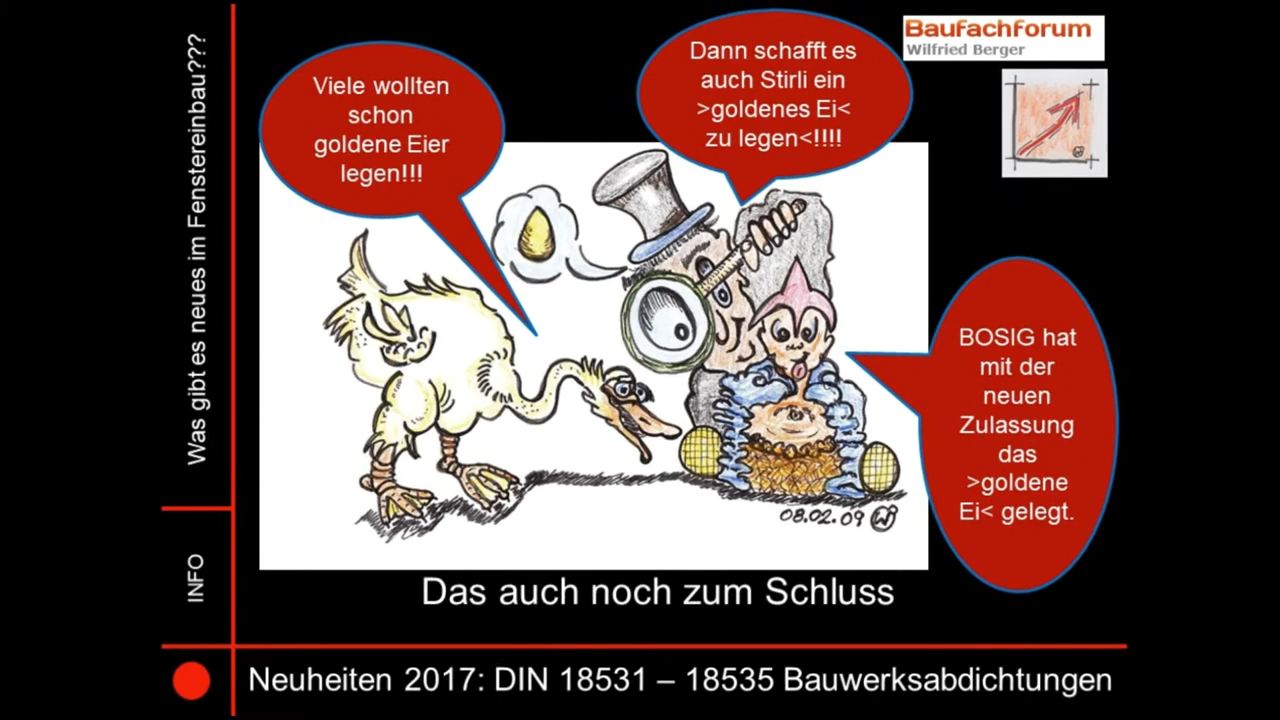 Was gibt es neues im Fenstereinbau???
INFO
Viele wollten
schon
goldene Eier
legen!!!
Dann schafft es
auch Stirli ein
>goldenes Ei<
zu legen<!!!!
BauFachForum
Wilfried Berger
BOSIG hat
mit der
neuen
Zulassung
das
>goldene
Ei< gelegt.
08.02.09
Das auch noch zum Schluss
Neuheiten 2017: DIN 18531 – 18535 Bauwerksabdichtungen